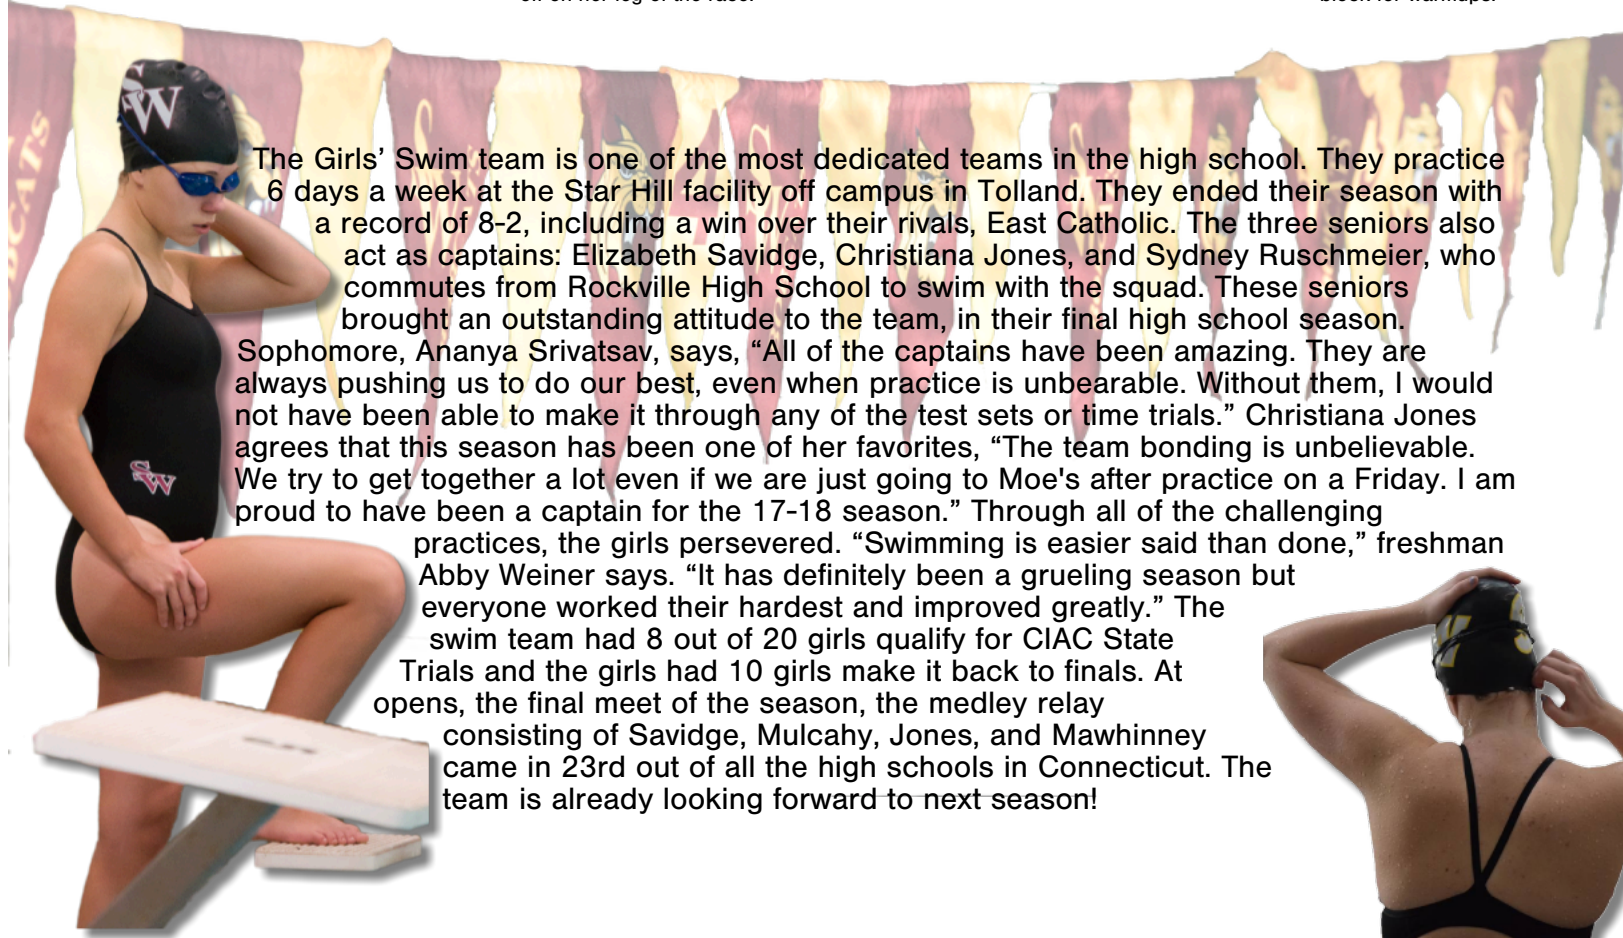 The Girls’ Swim team is one of the most dedicated teams in the high school. They practice
6 days a week at the Star Hill facility off campus in Tolland. They ended their season with
a record of 8-2, including a win over their rivals, East Catholic. The three seniors also
act as captains: Elizabeth Savidge, Christiana Jones, and Sydney Ruschmeier, who
commutes from Rockville High School to swim with the squad. These seniors
brought an outstanding attitude to the team, in their final high school season.
Sophomore, Ananya Srivatsav, says, “All of the captains have been amazing. They are
always pushing us to do our best, even when practice is unbearable. Without them, I would
not have been able to make it through any of the test sets or time trials.” Christiana Jones
agrees that this season has been one of her favorites, “The team bonding is unbelievable.
We try to get together a lot even if we are just going to Moe's after practice on a Friday. I am
proud to have been a captain for the 17-18 season.” Through all of the challenging
practices, the girls persevered. “Swimming is easier said than done,” freshman
Abby Weiner says. “It has definitely been a grueling season but
everyone worked their hardest and improved greatly.” The
swim team had 8 out of 20 girls qualify for CIAC State
Trials and the girls had 10 girls make it back to finals. At
opens, the final meet of the season, the medley relay
consisting of Savidge, Mulcahy, Jones, and Mawhinney
came in 23rd out of all the high schools in Connecticut. The
team is already looking forward to next season!
SW
SW